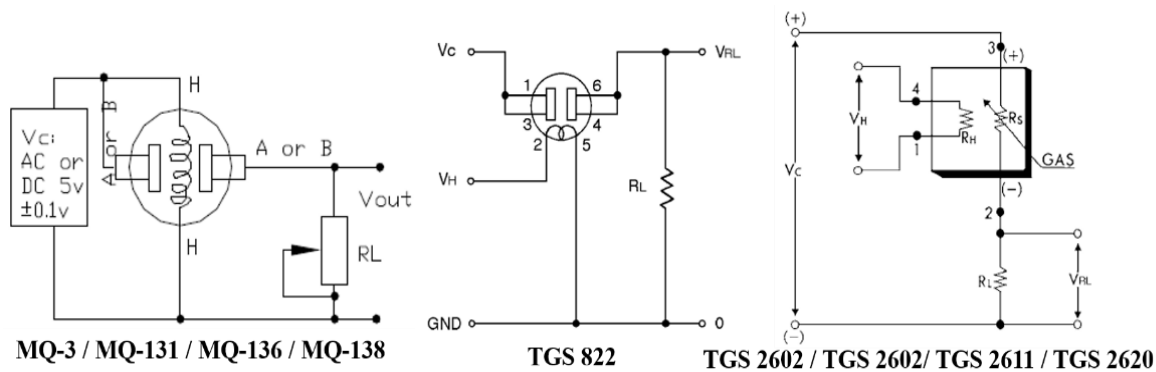 H
Vc:
AC or
DC 5v
±0.1v
A or B
A or B
Vout
RL
H
MQ-3 / MQ-131 / MQ-136 / MQ-138
Vc
VRL
1
6
3
4
2
5
VH
RL
GND
0
TGS 822
(+)
3
(+)
4
VH
RH
RS
1
GAS
VC
(-)
2
RL
VRL
(-)
TGS 2602 / TGS 2602/ TGS 2611 / TGS 2620